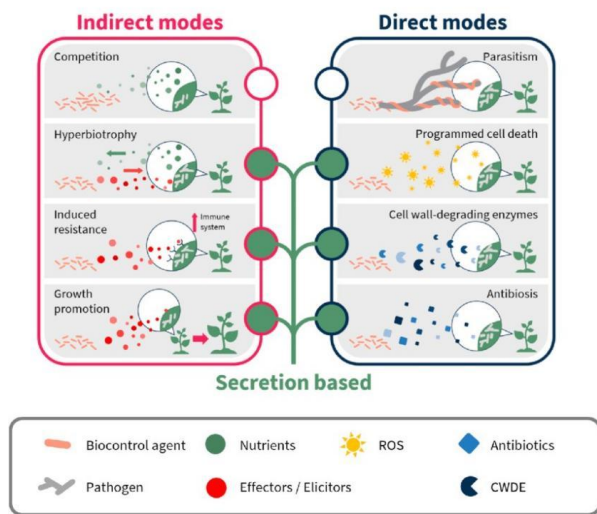 Indirect modes
Direct modes
Competition
Parasitism
Hyperbiotrophy
Programmed cell death
Induced
resistance
Immune
system
Cell wall-degrading enzymes
Growth
promotion
Antibiosis
Secretion based
Biocontrol agent
Nutrients
ROS
Antibiotics
Pathogen
Effectors / Elicitors
CWDE